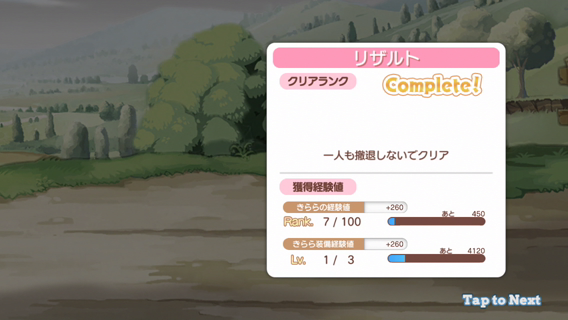 リザルト
クリアランク Complete!
一人も撤退しないでクリア
獲得経験値
きららの経験値 +260
Rank. 7 / 100 あと 450
きらら装備経験値 +260
Lv. 1 / 3 あと 4120
Tap to Next